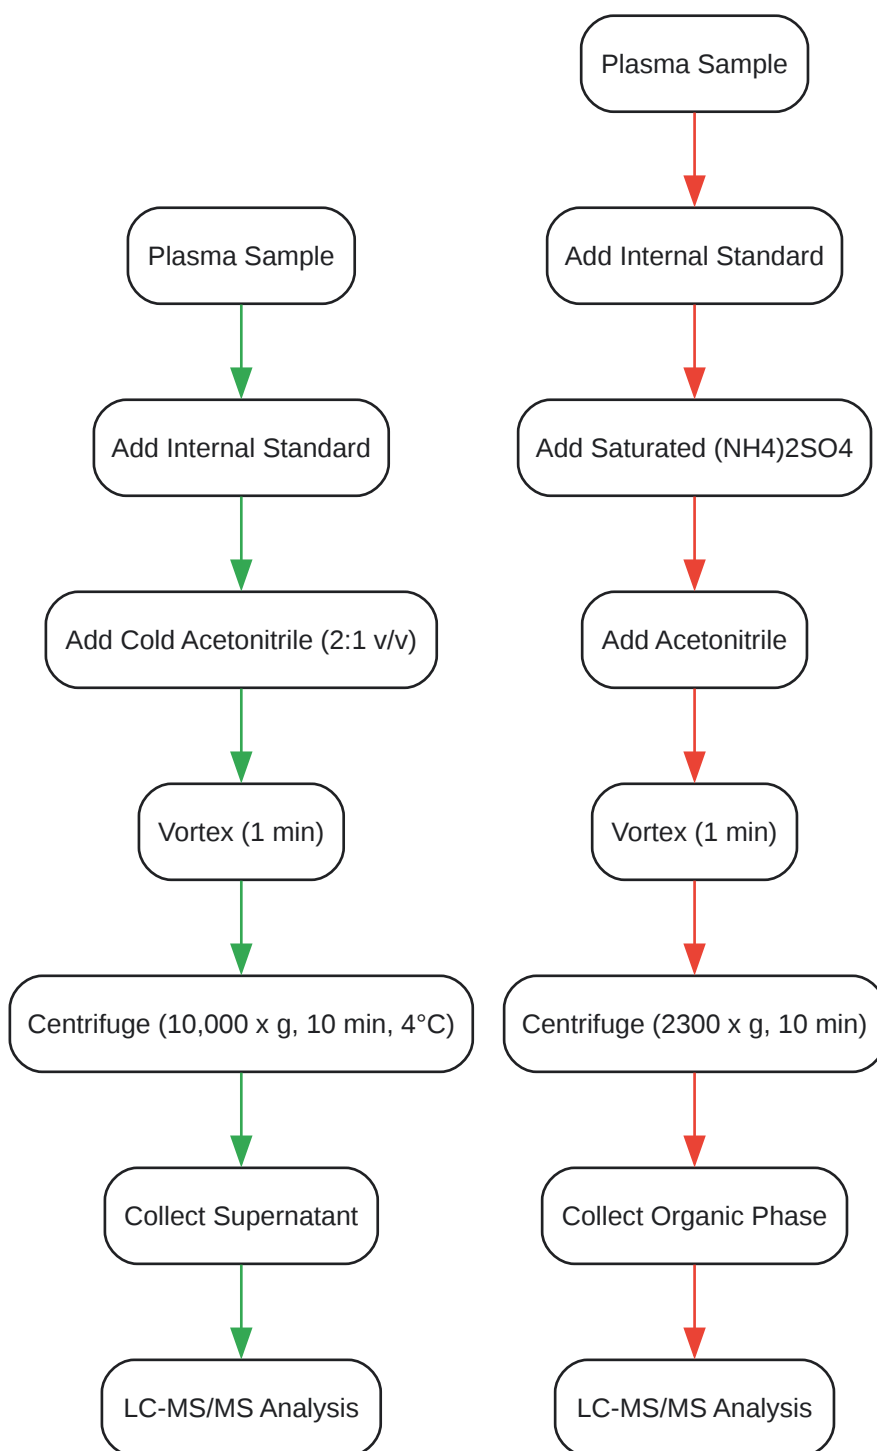 Plasma Sample
Add Internal Standard
Add Cold Acetonitrile (2:1 v/v)
Vortex (1 min)
Centrifuge (10,000 x g, 10 min, 4°C)
Collect Supernatant
LC-MS/MS Analysis
Plasma Sample
Add Internal Standard
Add Saturated (NH4)2SO4
Add Acetonitrile
Vortex (1 min)
Centrifuge (2300 x g, 10 min)
Collect Organic Phase
LC-MS/MS Analysis